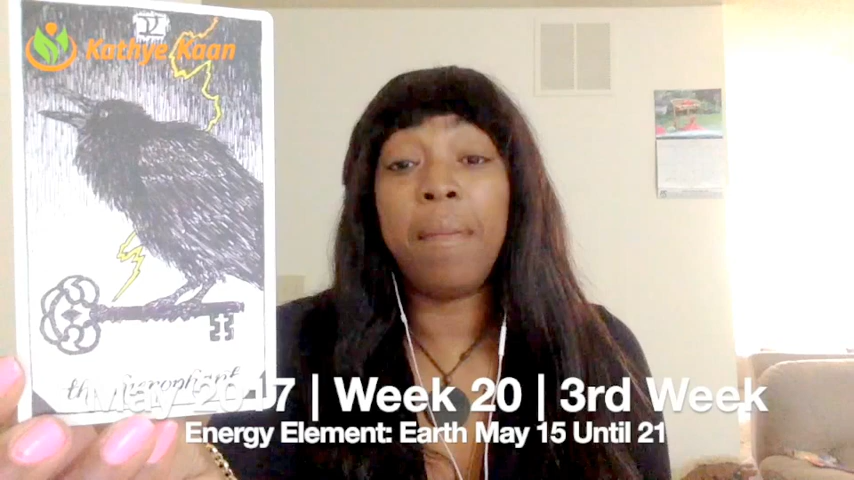 Kathye Kaan
May 2017 | Week 20 | 3rd Week
Energy Element: Earth May 15 Until 21